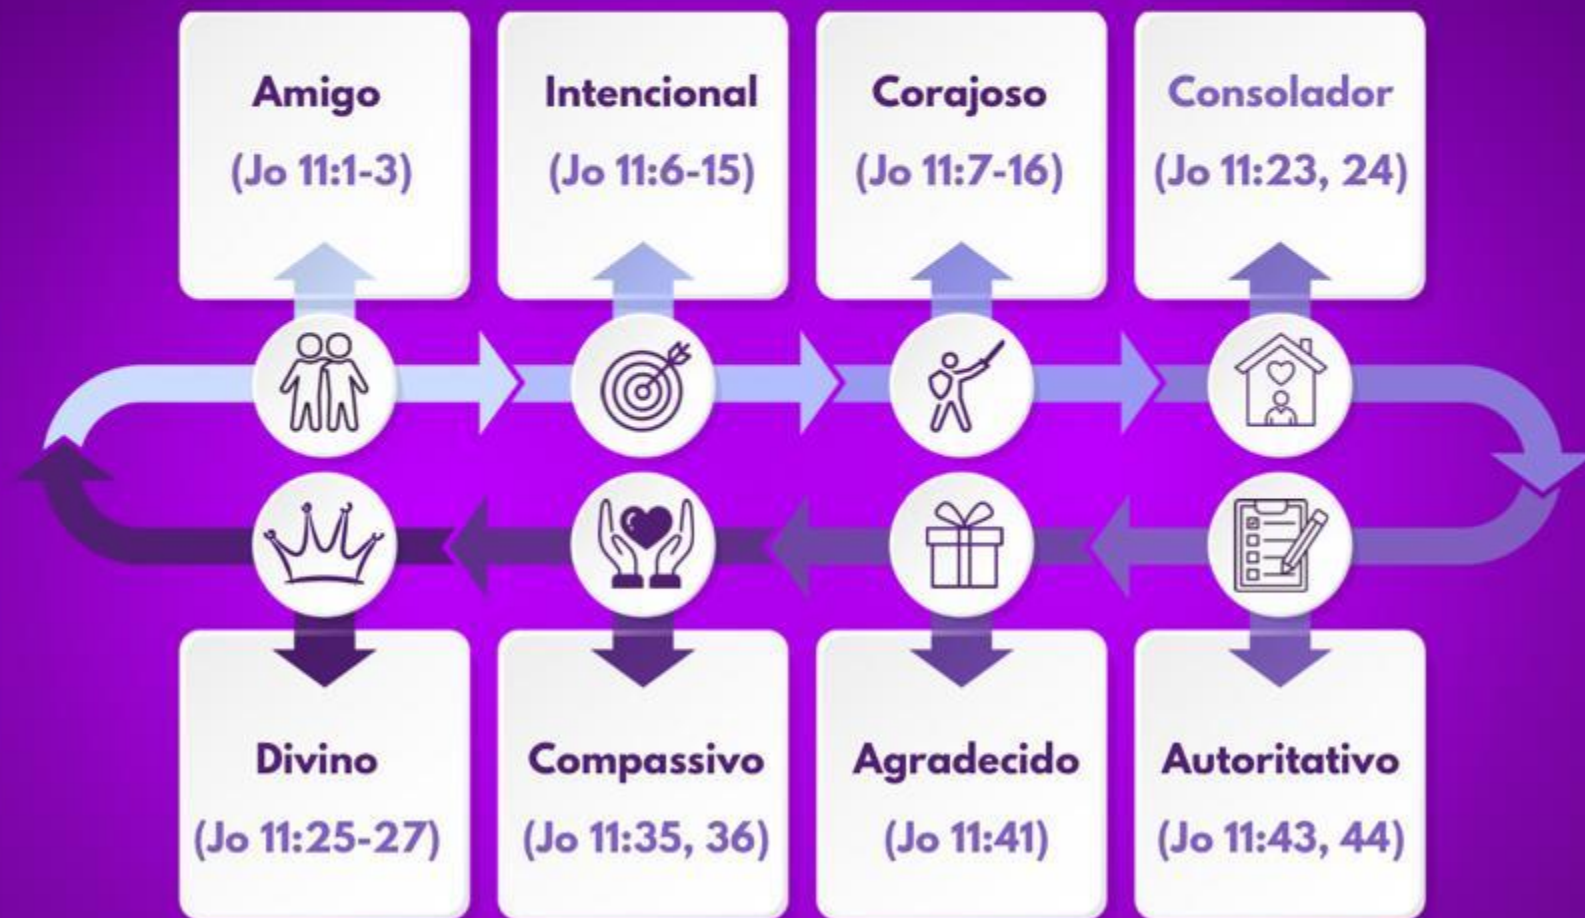 Amigo
(Jo 11:1-3)
Intencional
(Jo 11:6-15)
Corajoso
(Jo 11:7-16)
Consolador
(Jo 11:23, 24)
Divino
(Jo 11:25-27)
Compassivo
(Jo 11:35, 36)
Agradecido
(Jo 11:41)
Autoritativo
(Jo 11:43, 44)